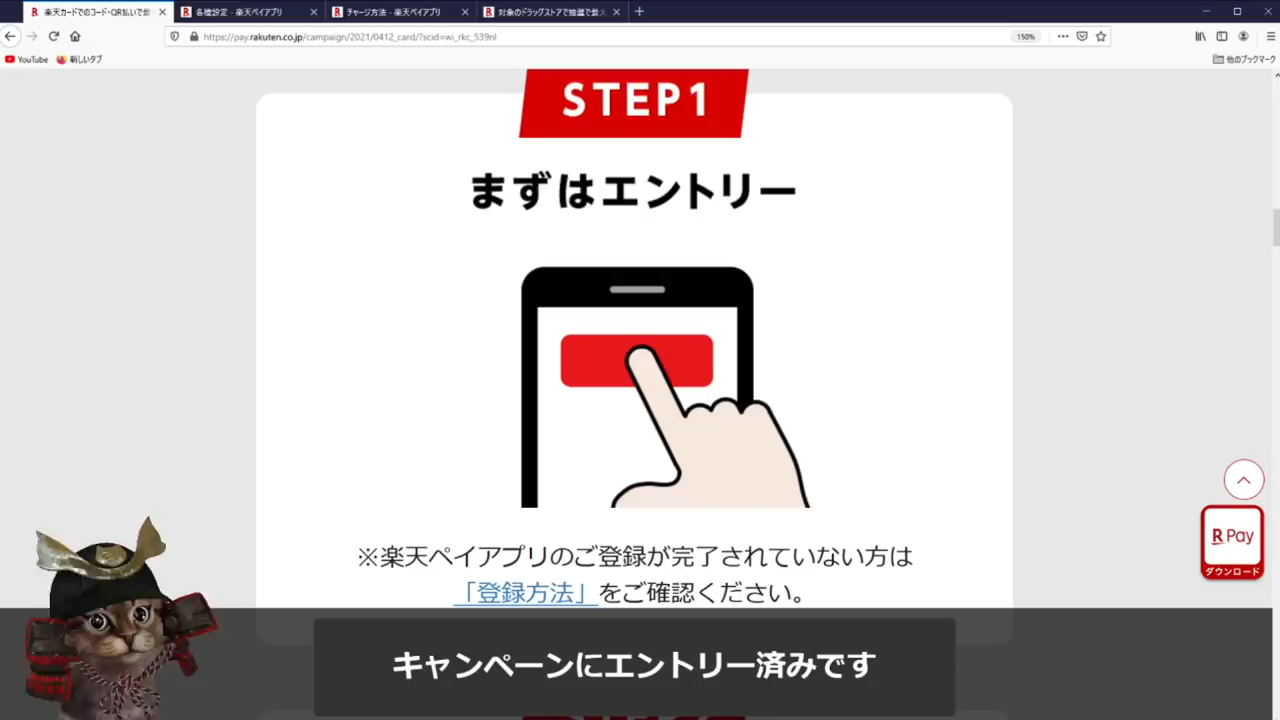 楽天カードでのコード・QR払いで最
各種設定 - 楽天ペイアプリ
チャージ方法 - 楽天ペイアプリ
対象のドラッグストアで抽選で最大
https://pay.rakuten.co.jp/campaign/2021/0412_card/?scid=wi_rkc_539nl
150%
YouTube
新しいタブ
他のブックマーク
STEP1
まずはエントリー
R Pay
ダウンロード
※楽天ペイアプリのご登録が完了されていない方は
「登録方法」をご確認ください。
キャンペーンにエントリー済みです